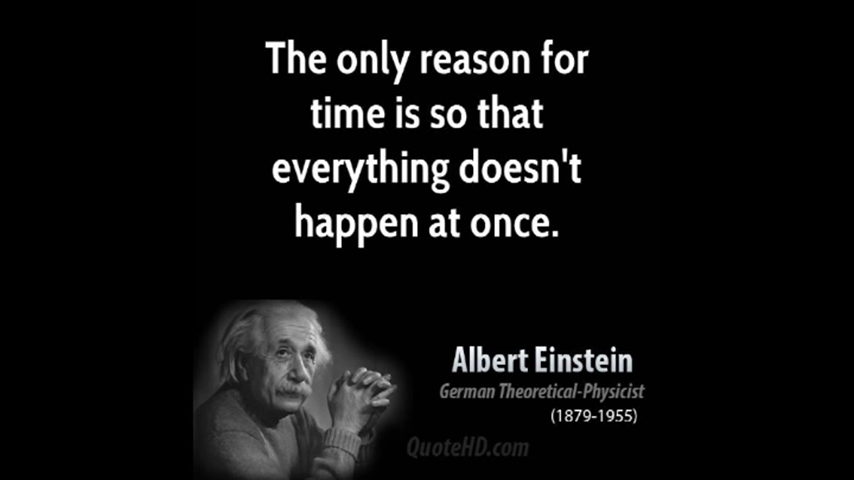 The only reason for
time is so that
everything doesn't
happen at once.
Albert Einstein
German Theoretical-Physicist
(1879-1955)
QuoteHD.com